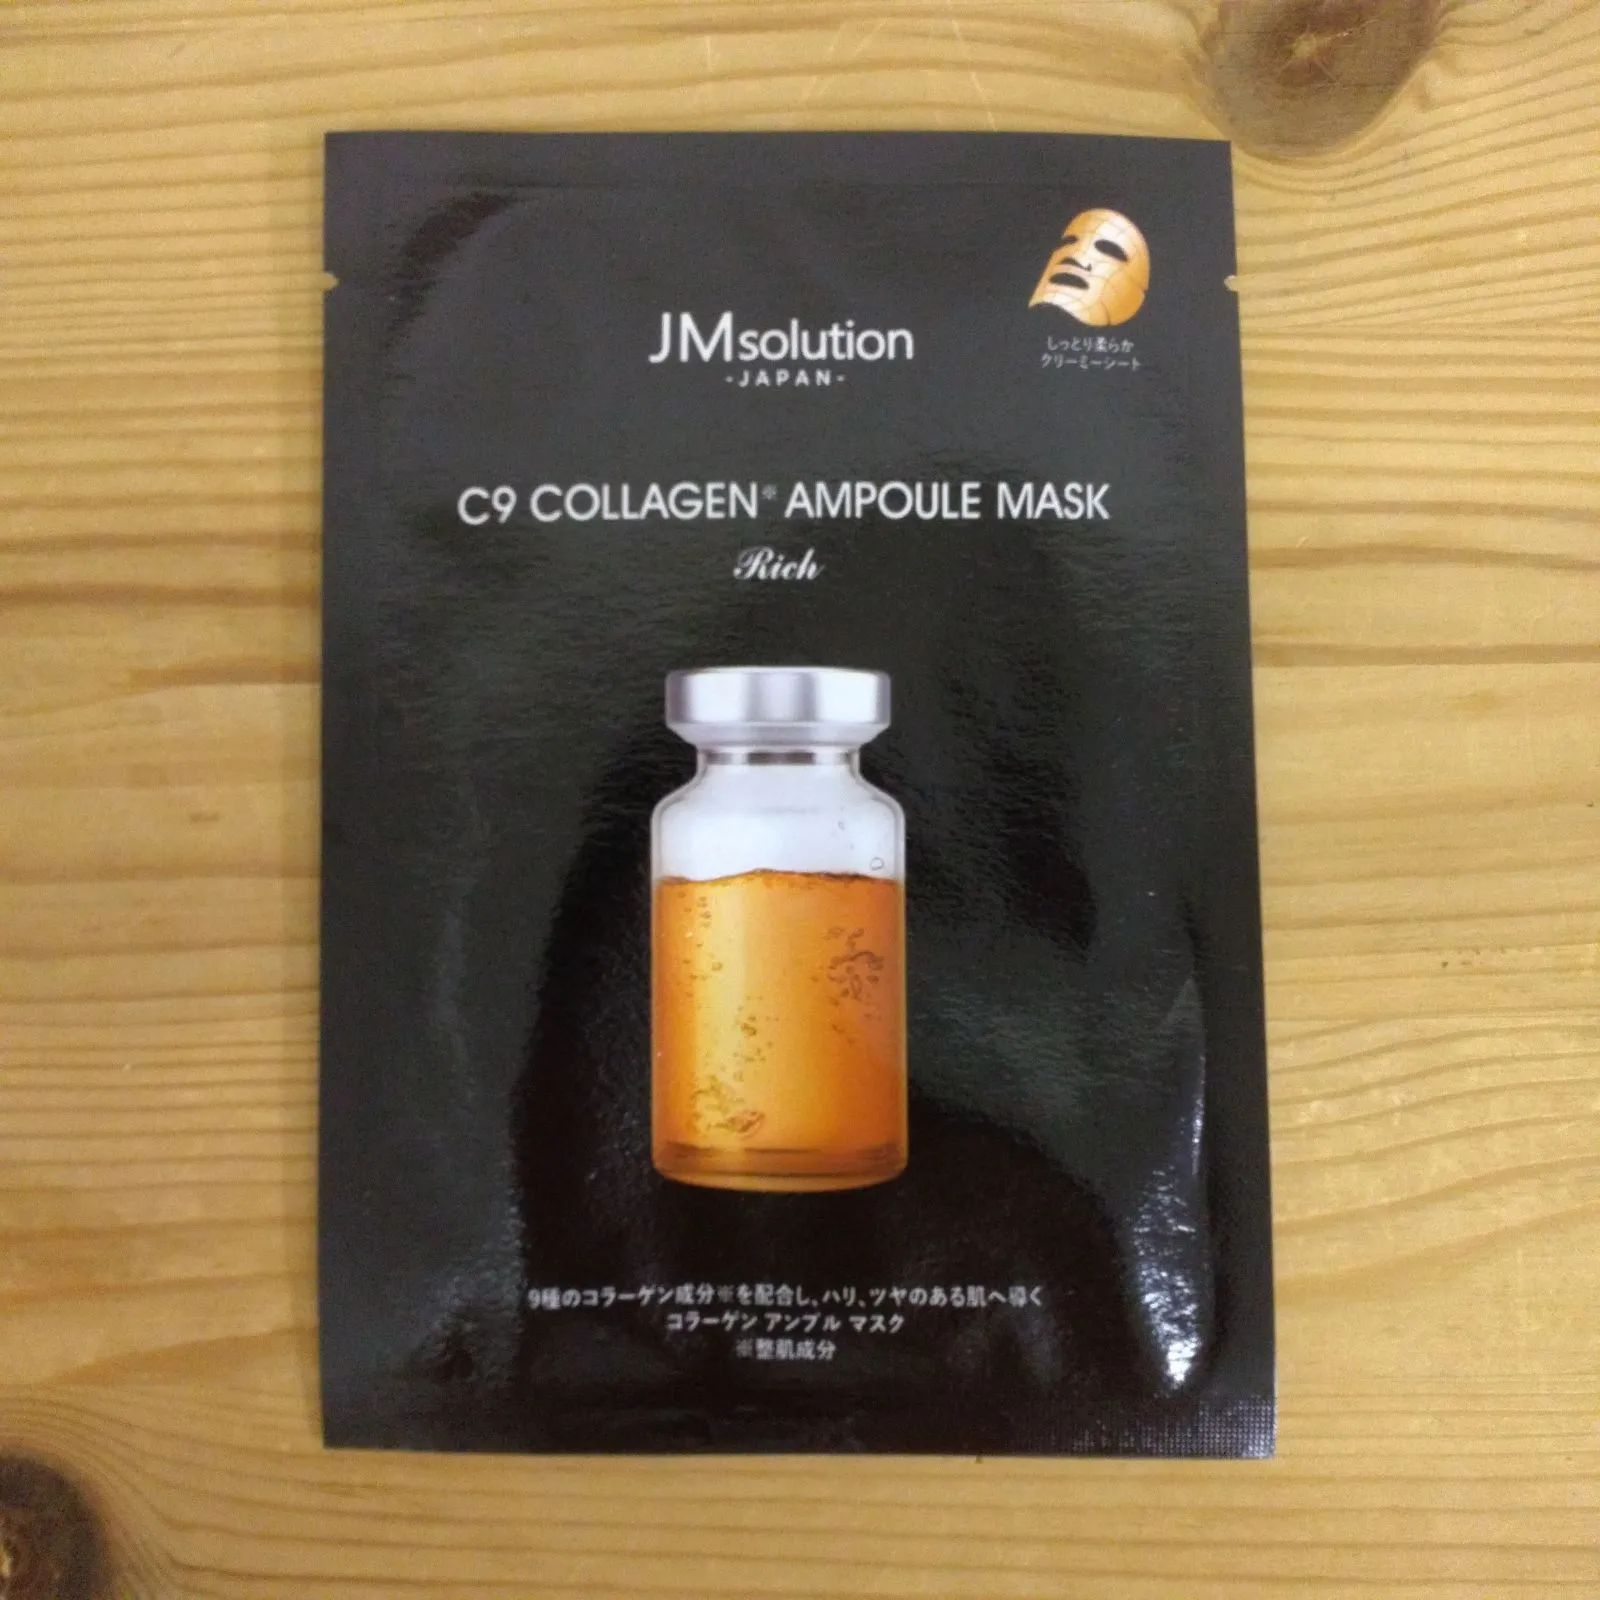 JMsolution
-JAPAN-
しっとり柔らか
クリーミーシート
C9 COLLAGEN※ AMPOULE MASK
Rich
9種のコラーゲン成分※を配合し、ハリ、ツヤのある肌へ導く
コラーゲン アンプル マスク
※整肌成分